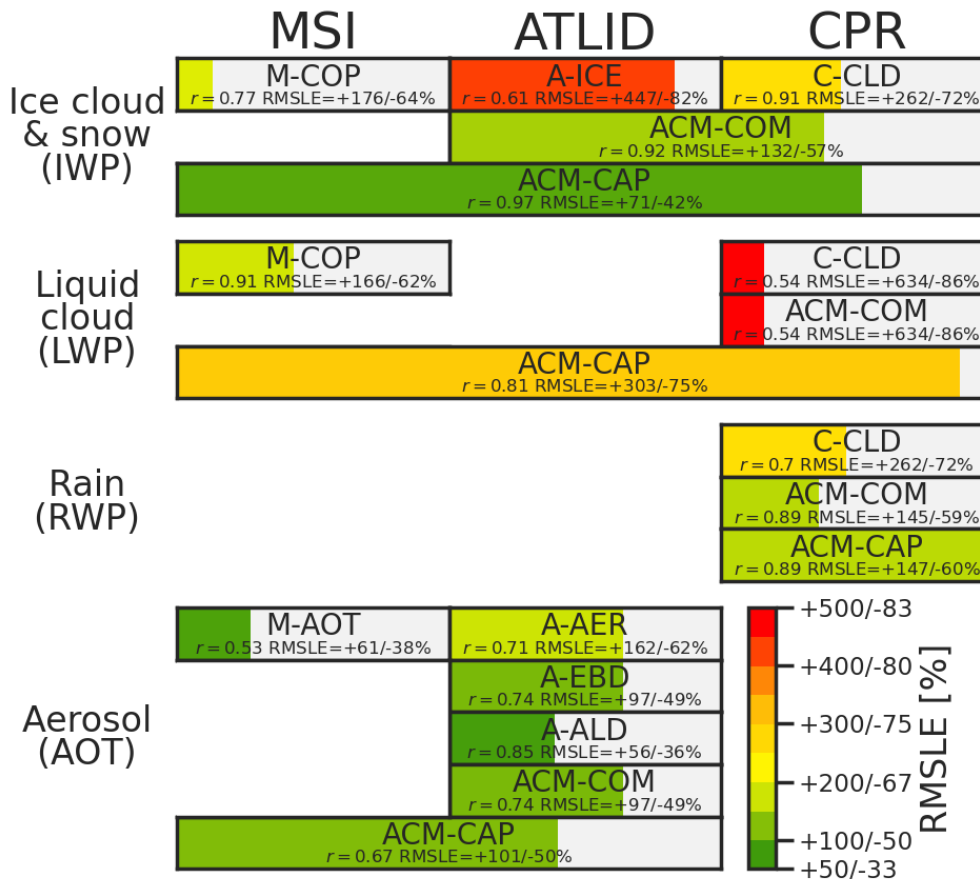 MSI ATLID CPR
Ice cloud
& snow
(IWP)
M-COP
r = 0.77 RMSLE=+176/-64%
A-ICE
r = 0.61 RMSLE=+447/-82%
C-CLD
r = 0.91 RMSLE=+262/-72%
ACM-COM
r = 0.92 RMSLE=+132/-57%
ACM-CAP
r = 0.97 RMSLE=+71/-42%
Liquid
cloud
(LWP)
M-COP
r = 0.91 RMSLE=+166/-62%
C-CLD
r = 0.54 RMSLE=+634/-86%
ACM-COM
r = 0.54 RMSLE=+634/-86%
ACM-CAP
r = 0.81 RMSLE=+303/-75%
Rain
(RWP)
C-CLD
r = 0.7 RMSLE=+262/-72%
ACM-COM
r = 0.89 RMSLE=+145/-59%
ACM-CAP
r = 0.89 RMSLE=+147/-60%
Aerosol
(AOT)
M-AOT
r = 0.53 RMSLE=+61/-38%
A-AER
r = 0.71 RMSLE=+162/-62%
A-EBD
r = 0.74 RMSLE=+97/-49%
A-ALD
r = 0.85 RMSLE=+56/-36%
ACM-COM
r = 0.74 RMSLE=+97/-49%
ACM-CAP
r = 0.67 RMSLE=+101/-50%
+500/-83
+400/-80
+300/-75
+200/-67
+100/-50
+50/-33
RMSLE [%]